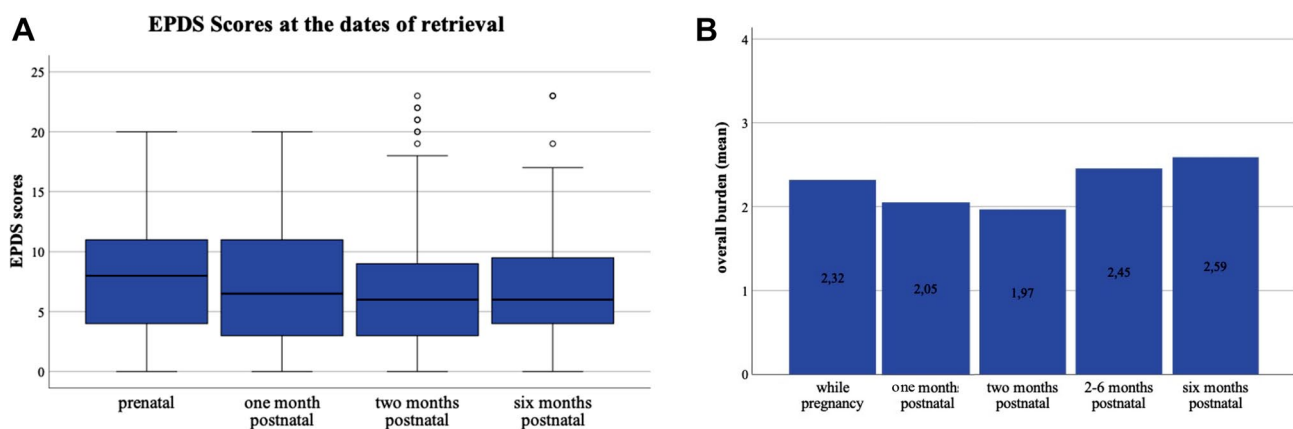 A
EPDS Scores at the dates of retrieval
EPDS scores
25
20
15
10
5
0
prenatal
one month
postnatal
two months
postnatal
six months
postnatal
B
overall burden (mean)
4
3
2
1
0
2,32
2,05
1,97
2,45
2,59
while
pregnancy
one months
postnatal
two months
postnatal
2-6 months
postnatal
six months
postnatal